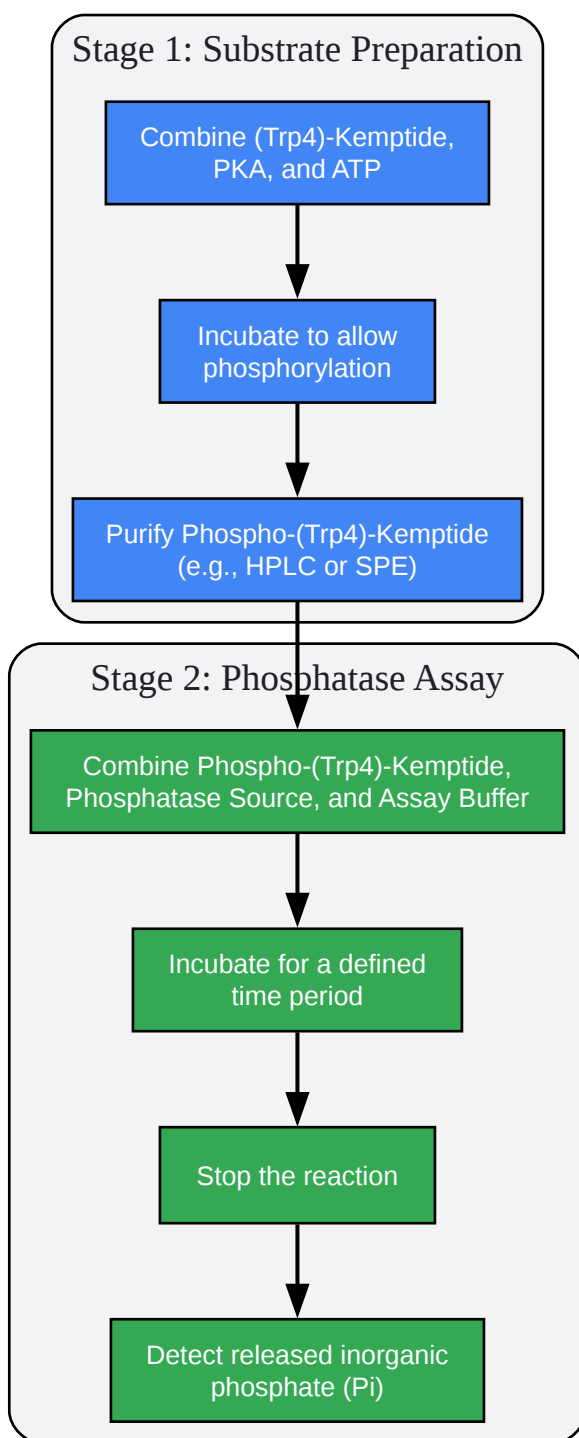 Stage 1: Substrate Preparation
Combine (Trp4)-Kemptide,
PKA, and ATP
Incubate to allow
phosphorylation
Purify Phospho-(Trp4)-Kemptide
(e.g., HPLC or SPE)
Stage 2: Phosphatase Assay
Combine Phospho-(Trp4)-Kemptide,
Phosphatase Source, and Assay Buffer
Incubate for a defined
time period
Stop the reaction
Detect released inorganic
phosphate (Pi)